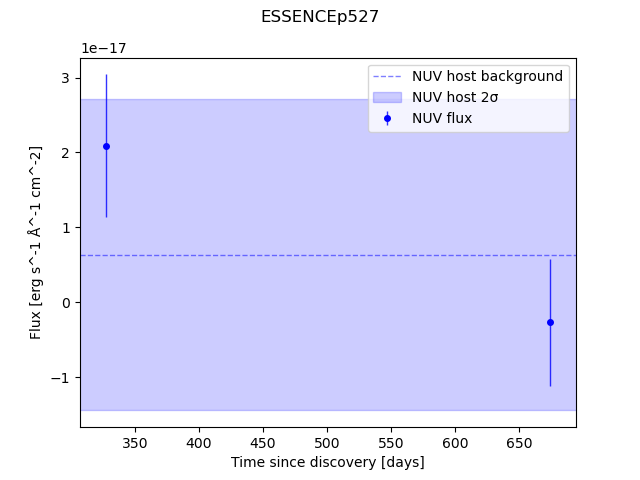 ESSENCEp527
1e−17
NUV host background
NUV host 2σ
NUV flux
3
2
1
0
−1
Flux [erg s^-1 Å^-1 cm^-2]
350 400 450 500 550 600 650
Time since discovery [days]